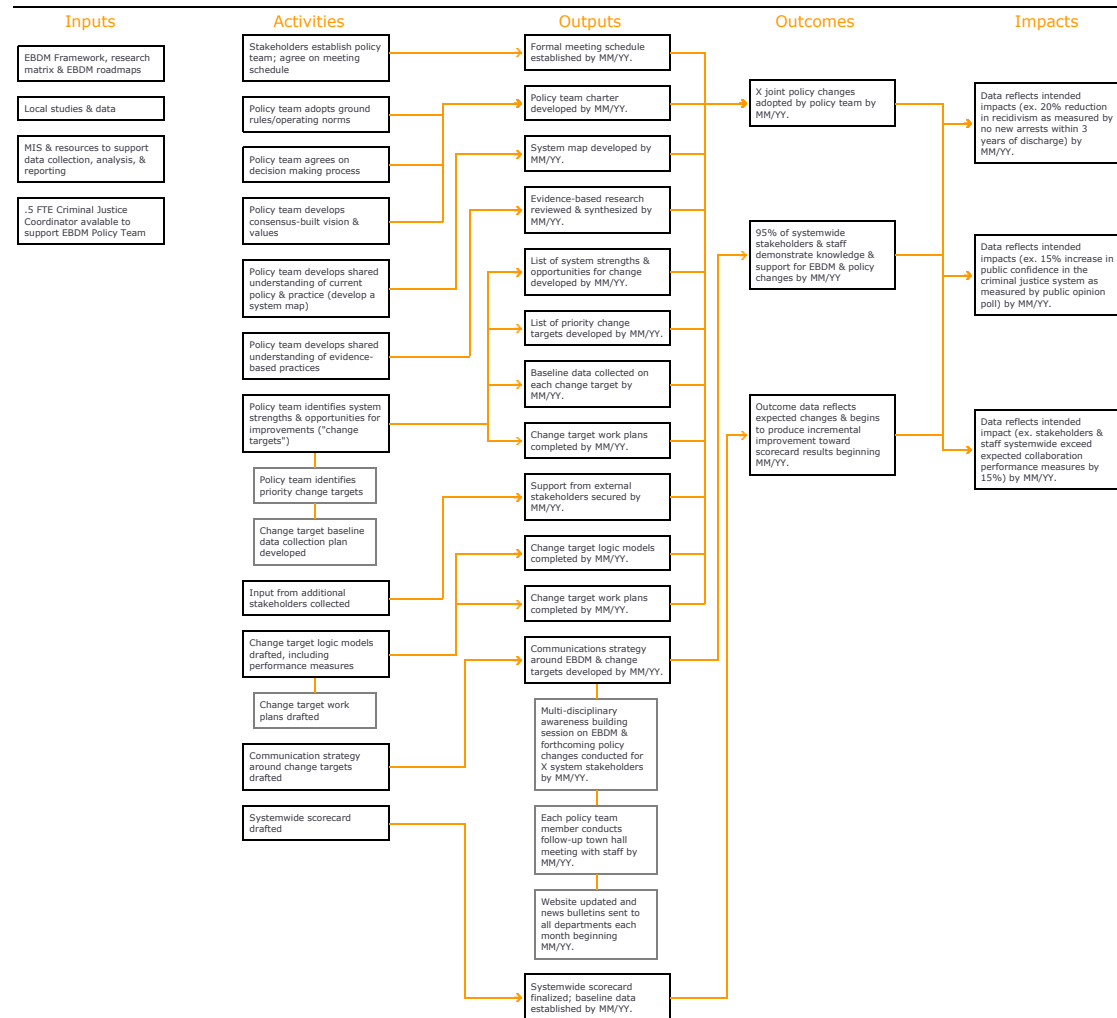 Inputs
Activities
Outputs
Outcomes
Impacts
EBDM Framework, research
matrix & EBDM roadmaps
Local studies & data
MIS & resources to support
data collection, analysis, &
reporting
.5 FTE Criminal Justice
Coordinator avalable to
support EBDM Policy Team
Stakeholders establish policy
team; agree on meeting
schedule
Policy team adopts ground
rules/operating norms
Policy team agrees on
decision making process
Policy team develops
consensus-built vision &
values
Policy team develops shared
understanding of current
policy & practice (develop a
system map)
Policy team develops shared
understanding of evidence-
based practices
Policy team identifies system
strengths & opportunities for
improvements ("change
targets")
Policy team identifies
priority change targets
Change target baseline
data collection plan
developed
Input from additional
stakeholders collected
Change target logic models
drafted, including
performance measures
Change target work
plans drafted
Communication strategy
around change targets
drafted
Systemwide scorecard
drafted
Formal meeting schedule
established by MM/YY.
Policy team charter
developed by MM/YY.
System map developed by
MM/YY.
Evidence-based research
reviewed & synthesized by
MM/YY.
List of system strengths &
opportunities for change
developed by MM/YY.
List of priority change
targets developed by MM/YY.
Baseline data collected on
each change target by
MM/YY.
Change target work plans
completed by MM/YY.
Support from external
stakeholders secured by
MM/YY.
Change target logic models
completed by MM/YY.
Change target work plans
completed by MM/YY.
Communications strategy
around EBDM & change
targets developed by MM/YY.
Multi-disciplinary
awareness building
session on EBDM &
forthcoming policy
changes conducted for
X system stakeholders
by MM/YY.
Each policy team
member conducts
follow-up town hall
meeting with staff by
MM/YY.
Website updated and
news bulletins sent to
all departments each
month beginning
MM/YY.
Systemwide scorecard
finalized; baseline data
established by MM/YY.
X joint policy changes
adopted by policy team by
MM/YY.
95% of systemwide
stakeholders & staff
demonstrate knowledge &
support for EBDM & policy
changes by MM/YY
Outcome data reflects
expected changes & begins
to produce incremental
improvement toward
scorecard results beginning
MM/YY.
Data reflects intended
impacts (ex. 20% reduction
in recidivism as measured by
no new arrests within 3
years of discharge) by
MM/YY.
Data reflects intended
impacts (ex. 15% increase in
public confidence in the
criminal justice system as
measured by public opinion
poll) by MM/YY.
Data reflects intended
impact (ex. stakeholders &
staff systemwide exceed
expected collaboration
performance measures by
15%) by MM/YY.